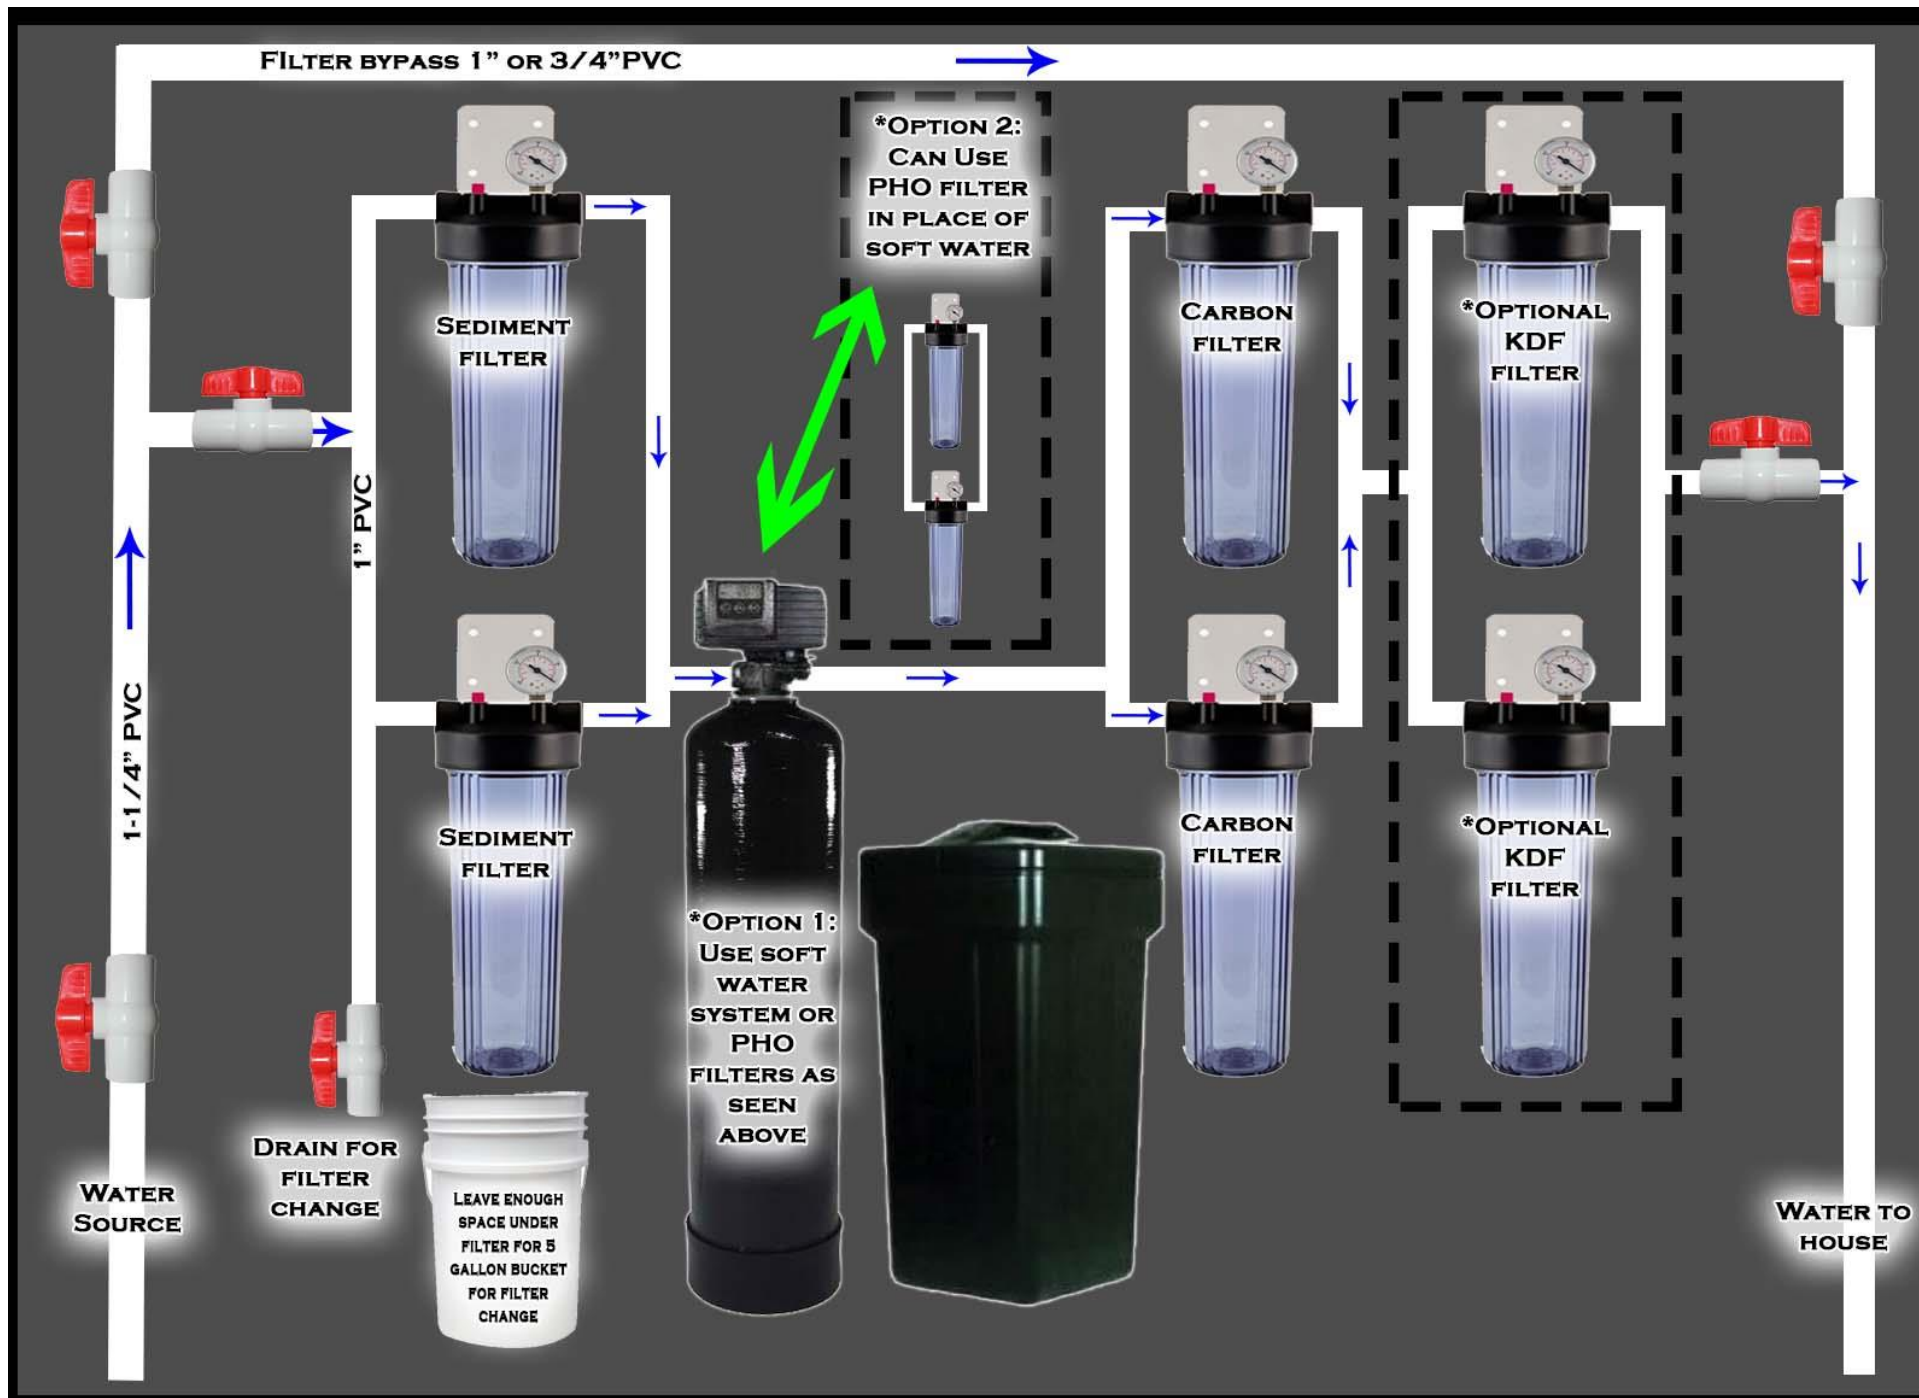 Filter bypass 1” or 3/4”PVC
*Option 2:
Can Use
PHO filter
in place of
soft water
Sediment
filter
Carbon
filter
*Optional
KDF
filter
1” PVC
1-1/4” PVC
Sediment
filter
Carbon
filter
*Optional
KDF
filter
*Option 1:
Use soft
water
system or
PHO
filters as
seen
above
Drain for
filter
change
Leave enough
space under
filter for 5
gallon bucket
for filter
change
Water
Source
Water to
house